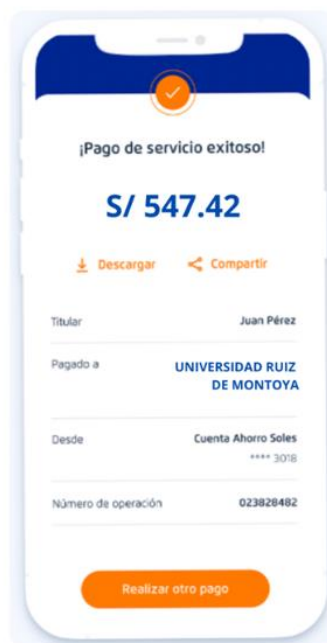 ¡Pago de servicio exitoso!
S/ 547.42
Descargar Compartir
Titular Juan Pérez
Pagado a UNIVERSIDAD RUIZ
DE MONTOYA
Desde Cuenta Ahorro Soles
**** 3018
Número de operación 023828482
Realizar otro pago